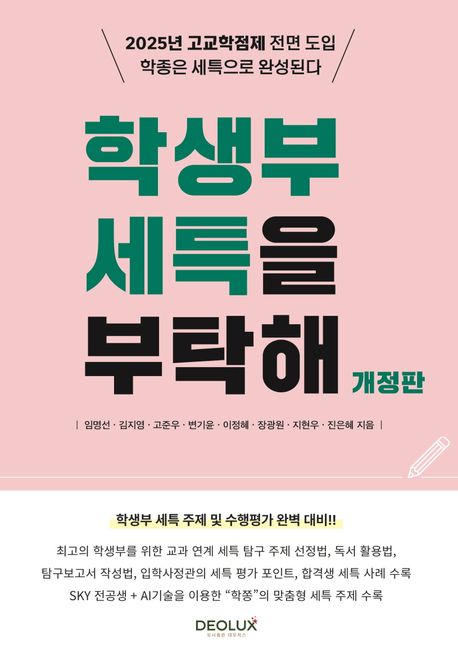 2025년 고교학점제 전면 도입
학종은 세특으로 완성된다
학생부
세특을
부탁해
개정판
| 임명선 · 김지영 · 고준우 · 변기윤 · 이정혜 · 장광원 · 지현우 · 진은혜 지음 |
학생부 세특 주제 및 수행평가 완벽 대비!!
최고의 학생부를 위한 교과 연계 세특 탐구 주제 선정법, 독서 활용법,
탐구보고서 작성법, 입학사정관의 세특 평가 포인트, 합격생 세특 사례 수록
SKY 전공생 + AI기술을 이용한 “학쫑”의 맞춤형 세특 주제 수록
DEOLUX
도서출판 데오럭스